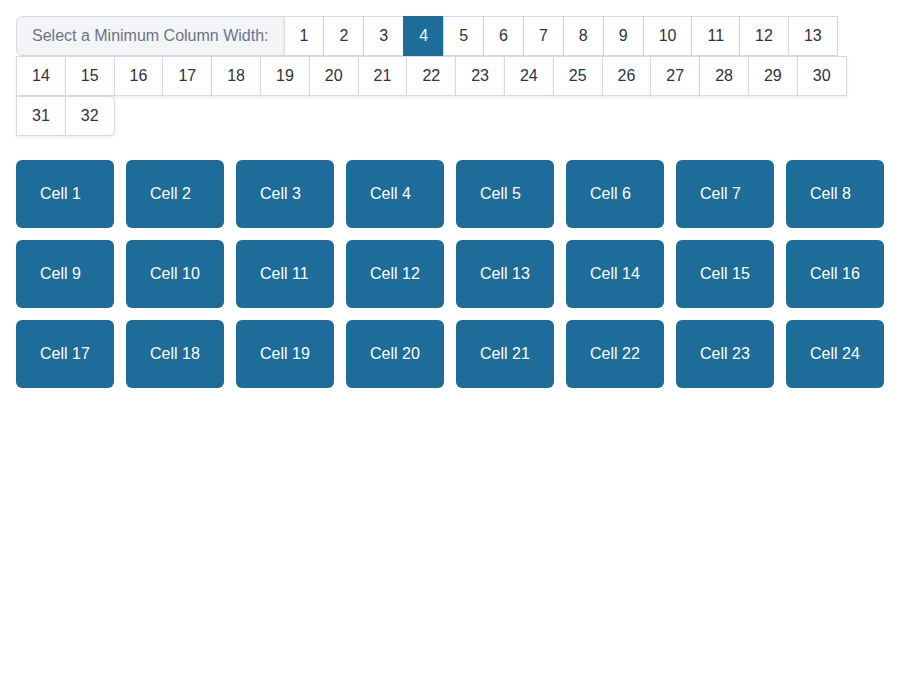 Select a Minimum Column Width: 1 2 3 4 5 6 7 8 9 10 11 12 13
14 15 16 17 18 19 20 21 22 23 24 25 26 27 28 29 30
31 32
Cell 1 Cell 2 Cell 3 Cell 4 Cell 5 Cell 6 Cell 7 Cell 8
Cell 9 Cell 10 Cell 11 Cell 12 Cell 13 Cell 14 Cell 15 Cell 16
Cell 17 Cell 18 Cell 19 Cell 20 Cell 21 Cell 22 Cell 23 Cell 24